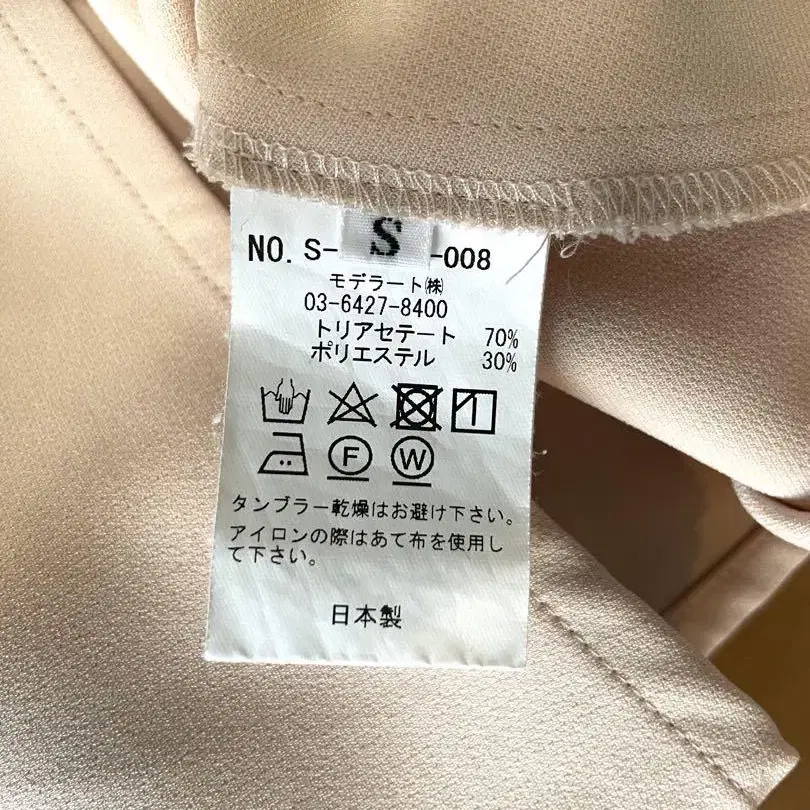 S
NO. S- -008
モデラート㈱
03-6427-8400
トリアセテート 70%
ポリエステル 30%
F W
タンブラー乾燥はお避け下さい。
アイロンの際はあて布を使用し
て下さい。
日本製